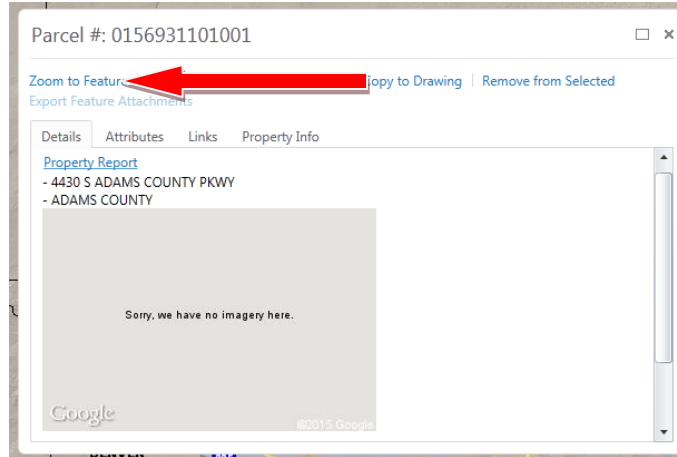 Parcel #: 0156931101001
Zoom to Featur opy to Drawing | Remove from Selected
Export Feature Attachments
Details Attributes Links Property Info
Property Report
- 4430 S ADAMS COUNTY PKWY
- ADAMS COUNTY
Sorry, we have no imagery here.
Google
©2015 Google
DENVER